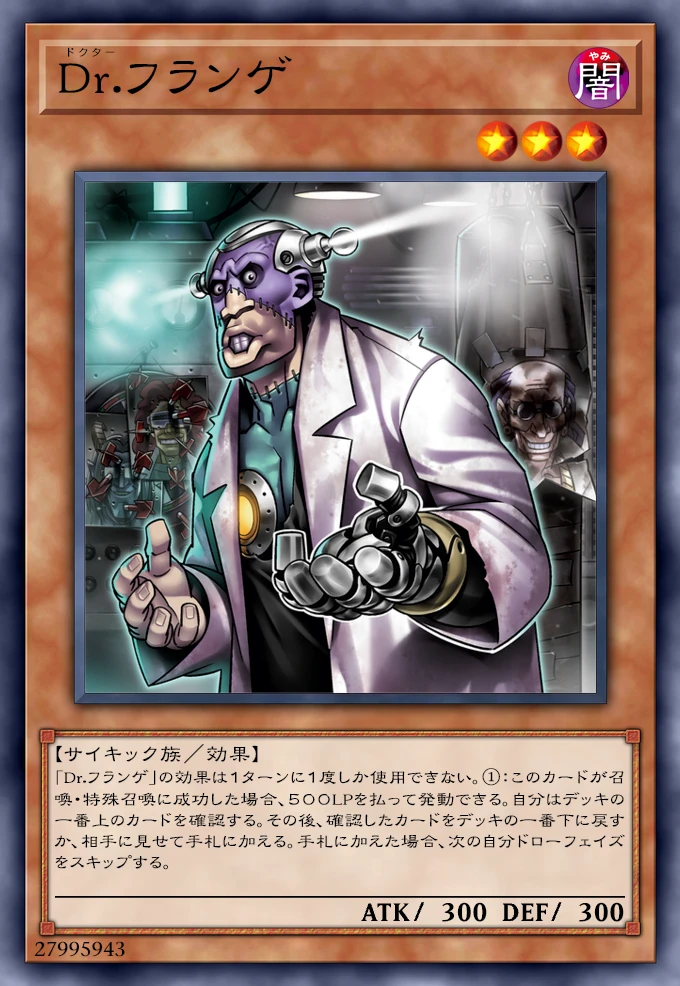 ドクター
Dr.フランゲ
やみ
闇
【サイキック族／効果】
「Dr.フランゲ」の効果は１ターンに１度しか使用できない。①：このカードが召
喚・特殊召喚に成功した場合、５００LPを払って発動できる。自分はデッキの
一番上のカードを確認する。その後、確認したカードをデッキの一番下に戻す
か、相手に見せて手札に加える。手札に加えた場合、次の自分ドローフェイズ
をスキップする。
ATK/ 300 DEF/ 300
27995943